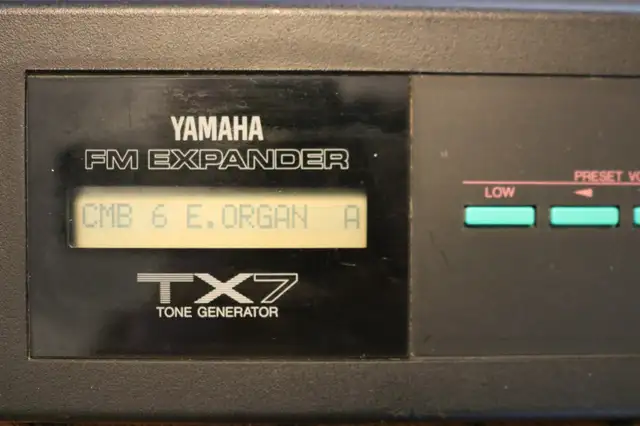 YAMAHA
FM EXPANDER
CMB 6 E.ORGAN A
TX7
TONE GENERATOR
PRESET
LOW